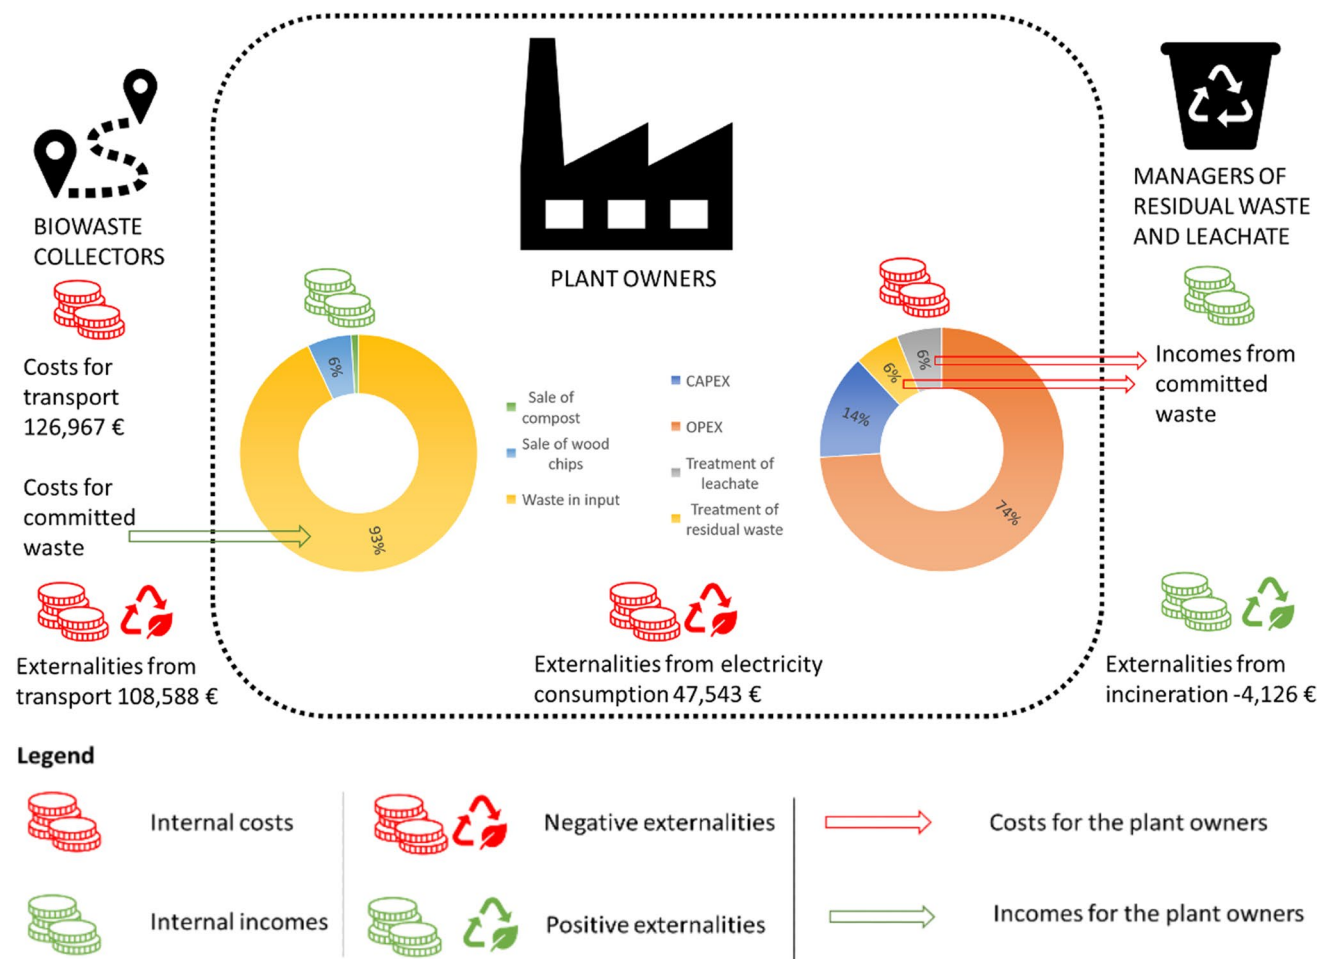 BIOWASTE
COLLECTORS
Costs for
transport
126,967 €
Costs for
committed
waste
Externalities from
transport 108,588 €
PLANT OWNERS
6%
93%
Sale of
compost
Sale of wood
chips
Waste in input
CAPEX
OPEX
Treatment of
leachate
Treatment of
residual waste
6%
6%
14%
74%
Externalities from electricity
consumption 47,543 €
MANAGERS OF
RESIDUAL WASTE
AND LEACHATE
Incomes from
committed
waste
Externalities from
incineration -4,126 €
Legend
Internal costs
Negative externalities
Costs for the plant owners
Internal incomes
Positive externalities
Incomes for the plant owners